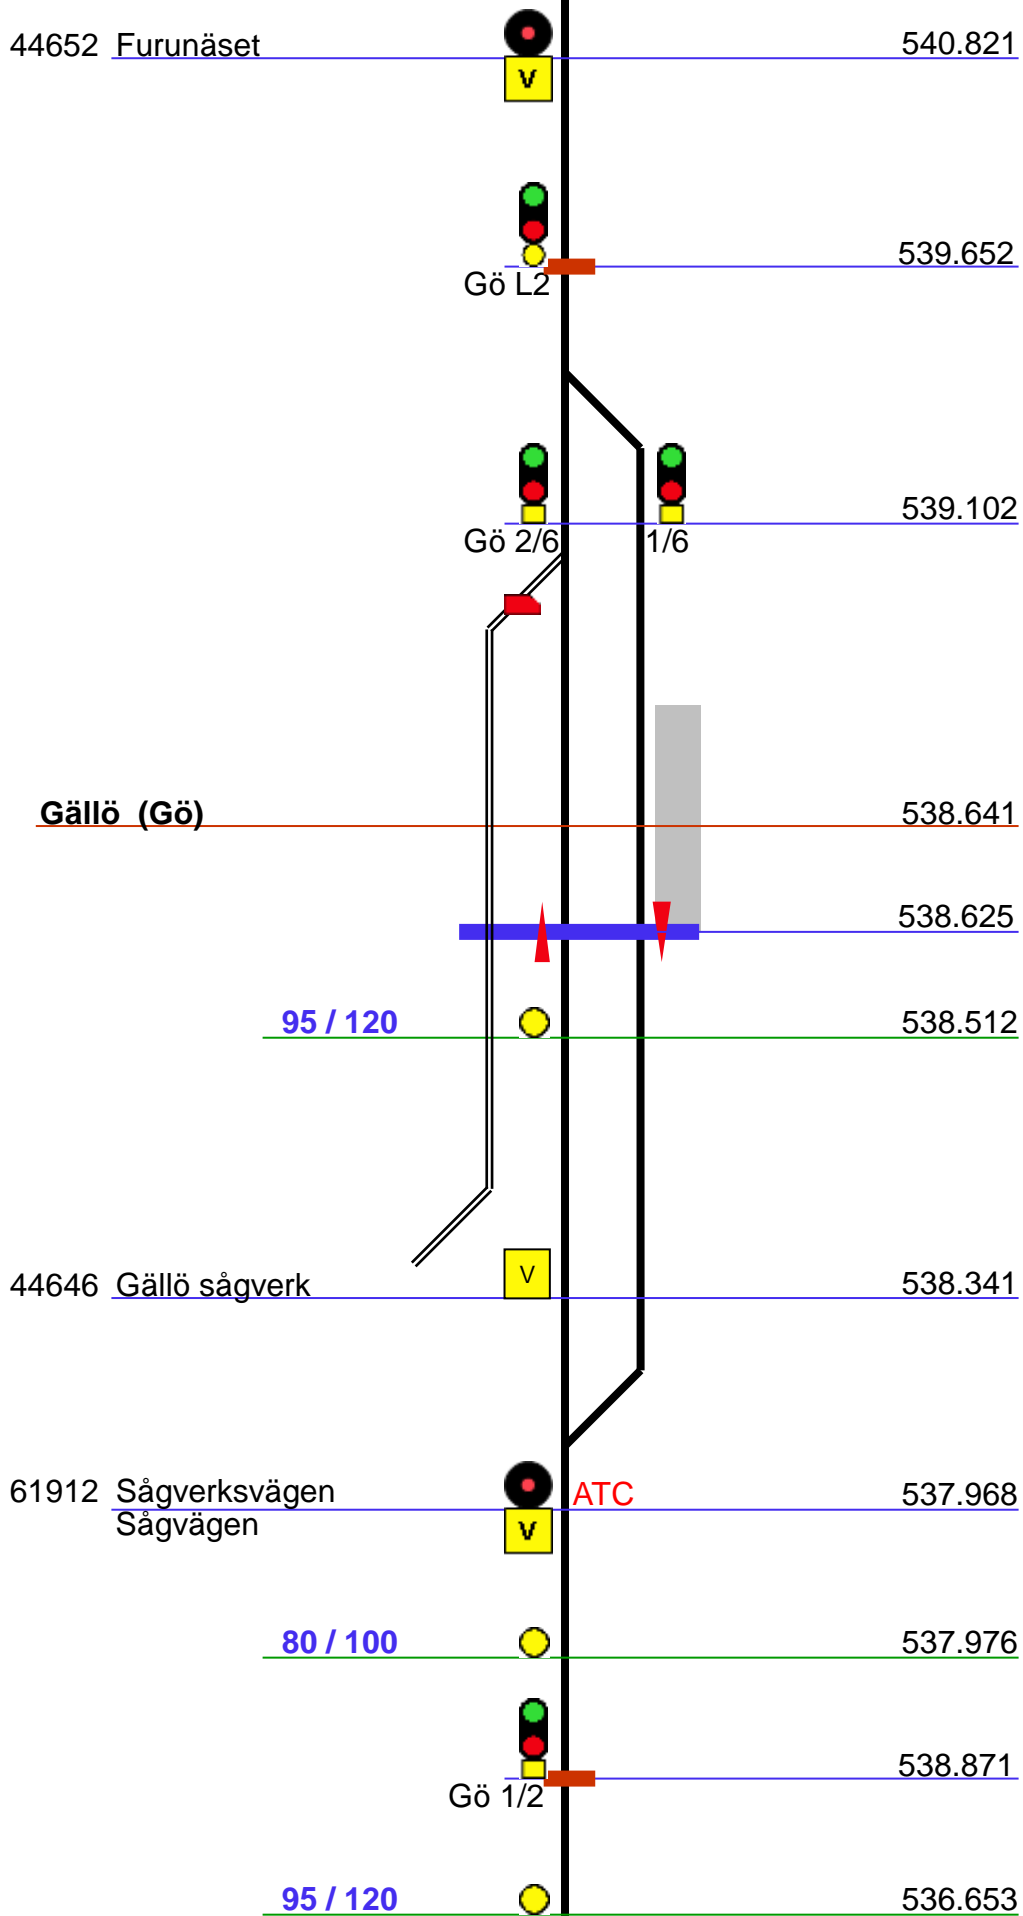 44652 Furunäset 540.821
V
539.652
Gö L2
539.102
Gö 2/6 1/6
Gällö (Gö) 538.641
538.625
95 / 120 538.512
V
44646 Gällö sågverk 538.341
61912 Sågverksvägen ATC 537.968
Sågvägen V
80 / 100 537.976
538.871
Gö 1/2
95 / 120 536.653